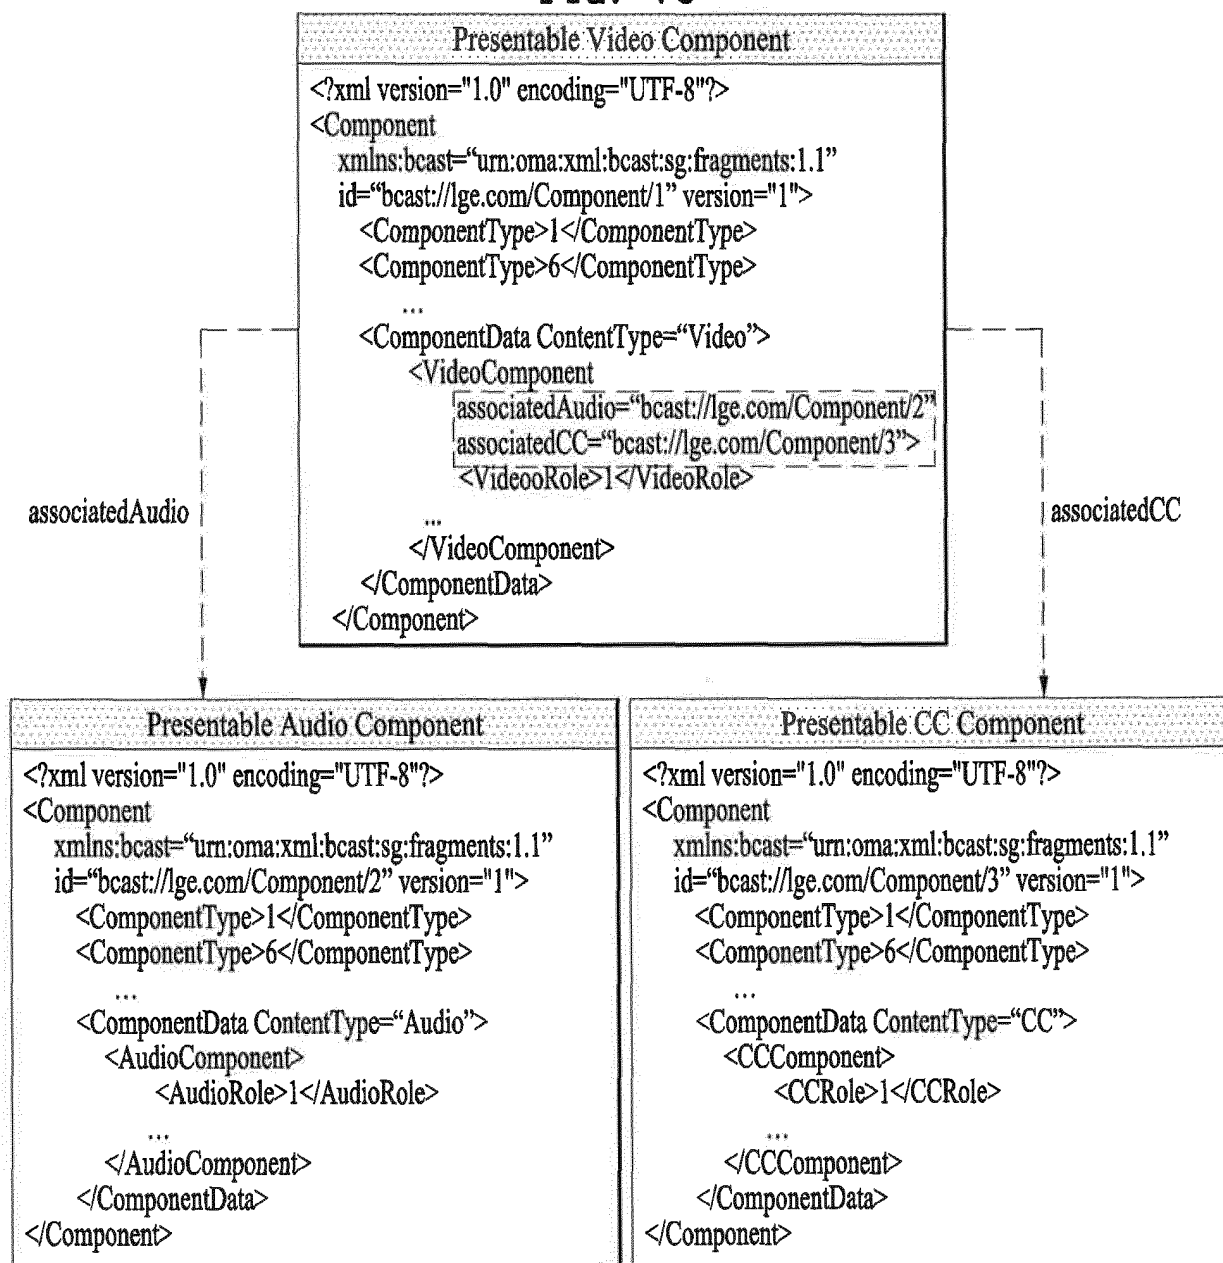 Presentable Video Component
<?xml version="1.0" encoding="UTF-8"?>
<Component
xmlns:bcast=“urn:oma:xml:bcast:sg:fragments:1.1”
id=“bcast://lge.com/Component/1” version="1">
<ComponentType>1</ComponentType>
<ComponentType>6</ComponentType>
...
<ComponentData ContentType=“Video”>
<VideoComponent
associatedAudio=“bcast://lge.com/Component/2”
associatedCC=“bcast://lge.com/Component/3”>
<VideooRole>1</VideoRole>
...
</VideoComponent>
</ComponentData>
</Component>
associatedAudio
associatedCC
Presentable Audio Component
<?xml version="1.0" encoding="UTF-8"?>
<Component
xmlns:bcast=“urn:oma:xml:bcast:sg:fragments:1.1”
id=“bcast://lge.com/Component/2” version="1">
<ComponentType>1</ComponentType>
<ComponentType>6</ComponentType>
...
<ComponentData ContentType=“Audio”>
<AudioComponent>
<AudioRole>1</AudioRole>
...
</AudioComponent>
</ComponentData>
</Component>
Presentable CC Component
<?xml version="1.0" encoding="UTF-8"?>
<Component
xmlns:bcast=“urn:oma:xml:bcast:sg:fragments:1.1”
id=“bcast://lge.com/Component/3” version="1">
<ComponentType>1</ComponentType>
<ComponentType>6</ComponentType>
...
<ComponentData ContentType=“CC”>
<CCComponent>
<CCRole>1</CCRole>
...
</CCComponent>
</ComponentData>
</Component>